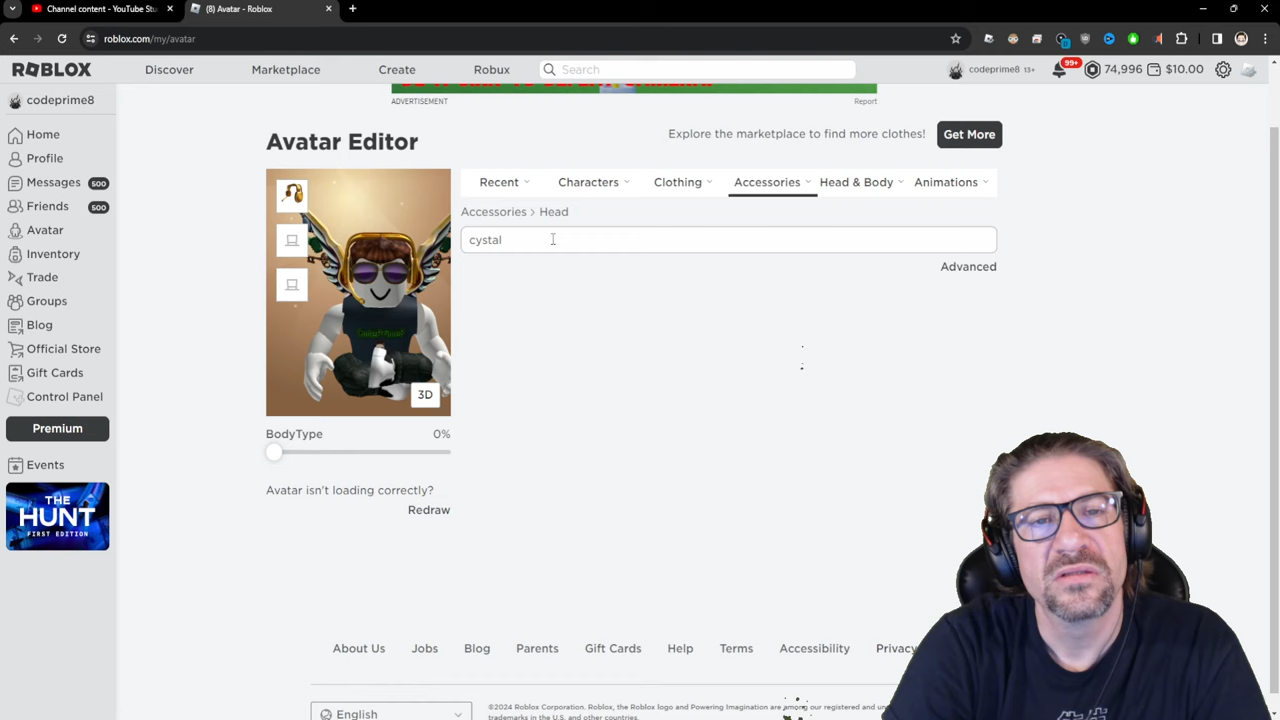 Content content - YouTube Stu
(8) Avatar - Roblox
roblox.com/my/avatar
ROBLOX
Discover
Marketplace
Create
Robux
Search
codeprime8 13+
99+
74,996
$10.00
codeprime8
ADVERTISEMENT
Report
Home
Profile
Messages 500
Friends 500
Avatar
Inventory
Trade
Groups
Blog
Official Store
Gift Cards
Control Panel
Premium
Events
THE
HUNT
FIRST EDITION
Avatar Editor
Explore the marketplace to find more clothes!
Get More
Recent
Characters
Clothing
Accessories
Head & Body
Animations
Accessories > Head
cystal
Advanced
3D
BodyType 0%
Avatar isn't loading correctly?
Redraw
About Us
Jobs
Blog
Parents
Gift Cards
Help
Terms
Accessibility
Privacy
English
©2024 Roblox Corporation. Roblox, the Roblox logo and Powering Imagination are among our registered and un
trademarks in the U.S. and other countries.